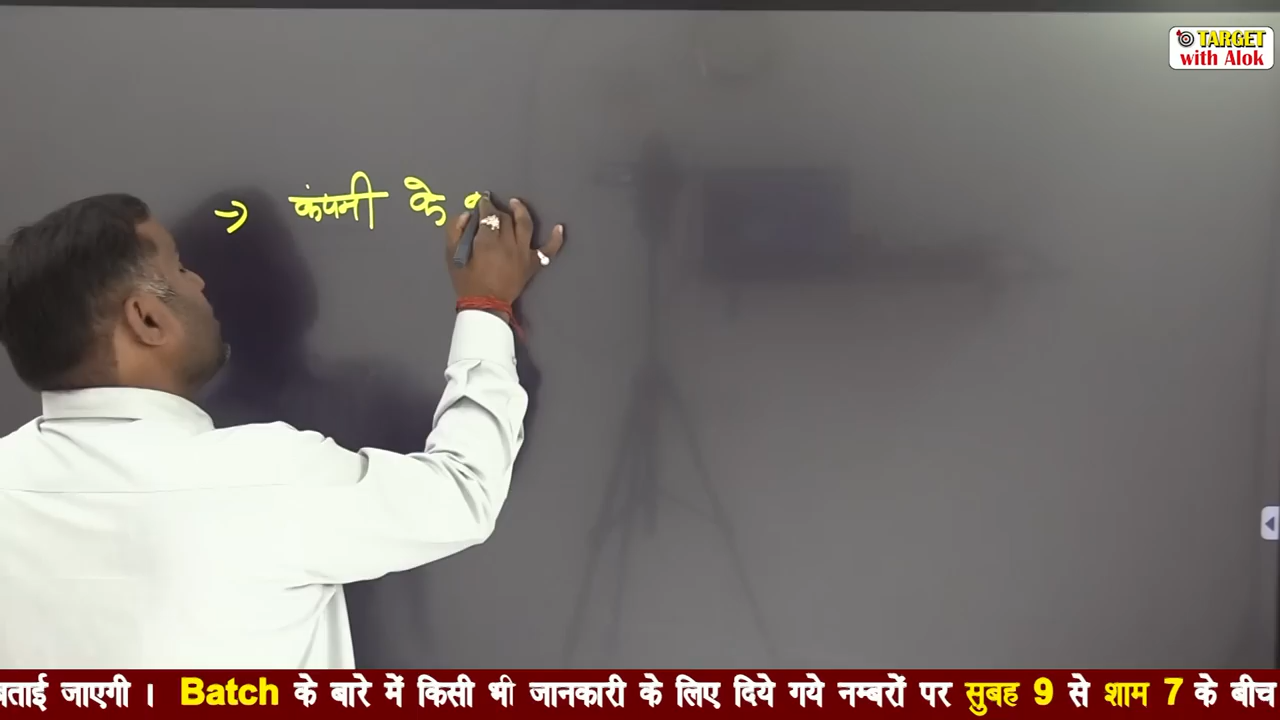 TARGET
with Alok
→ कंपनी के
बताई जाएगी । Batch के बारे में किसी भी जानकारी के लिए दिये गये नम्बरों पर सुबह 9 से शाम 7 के बीच